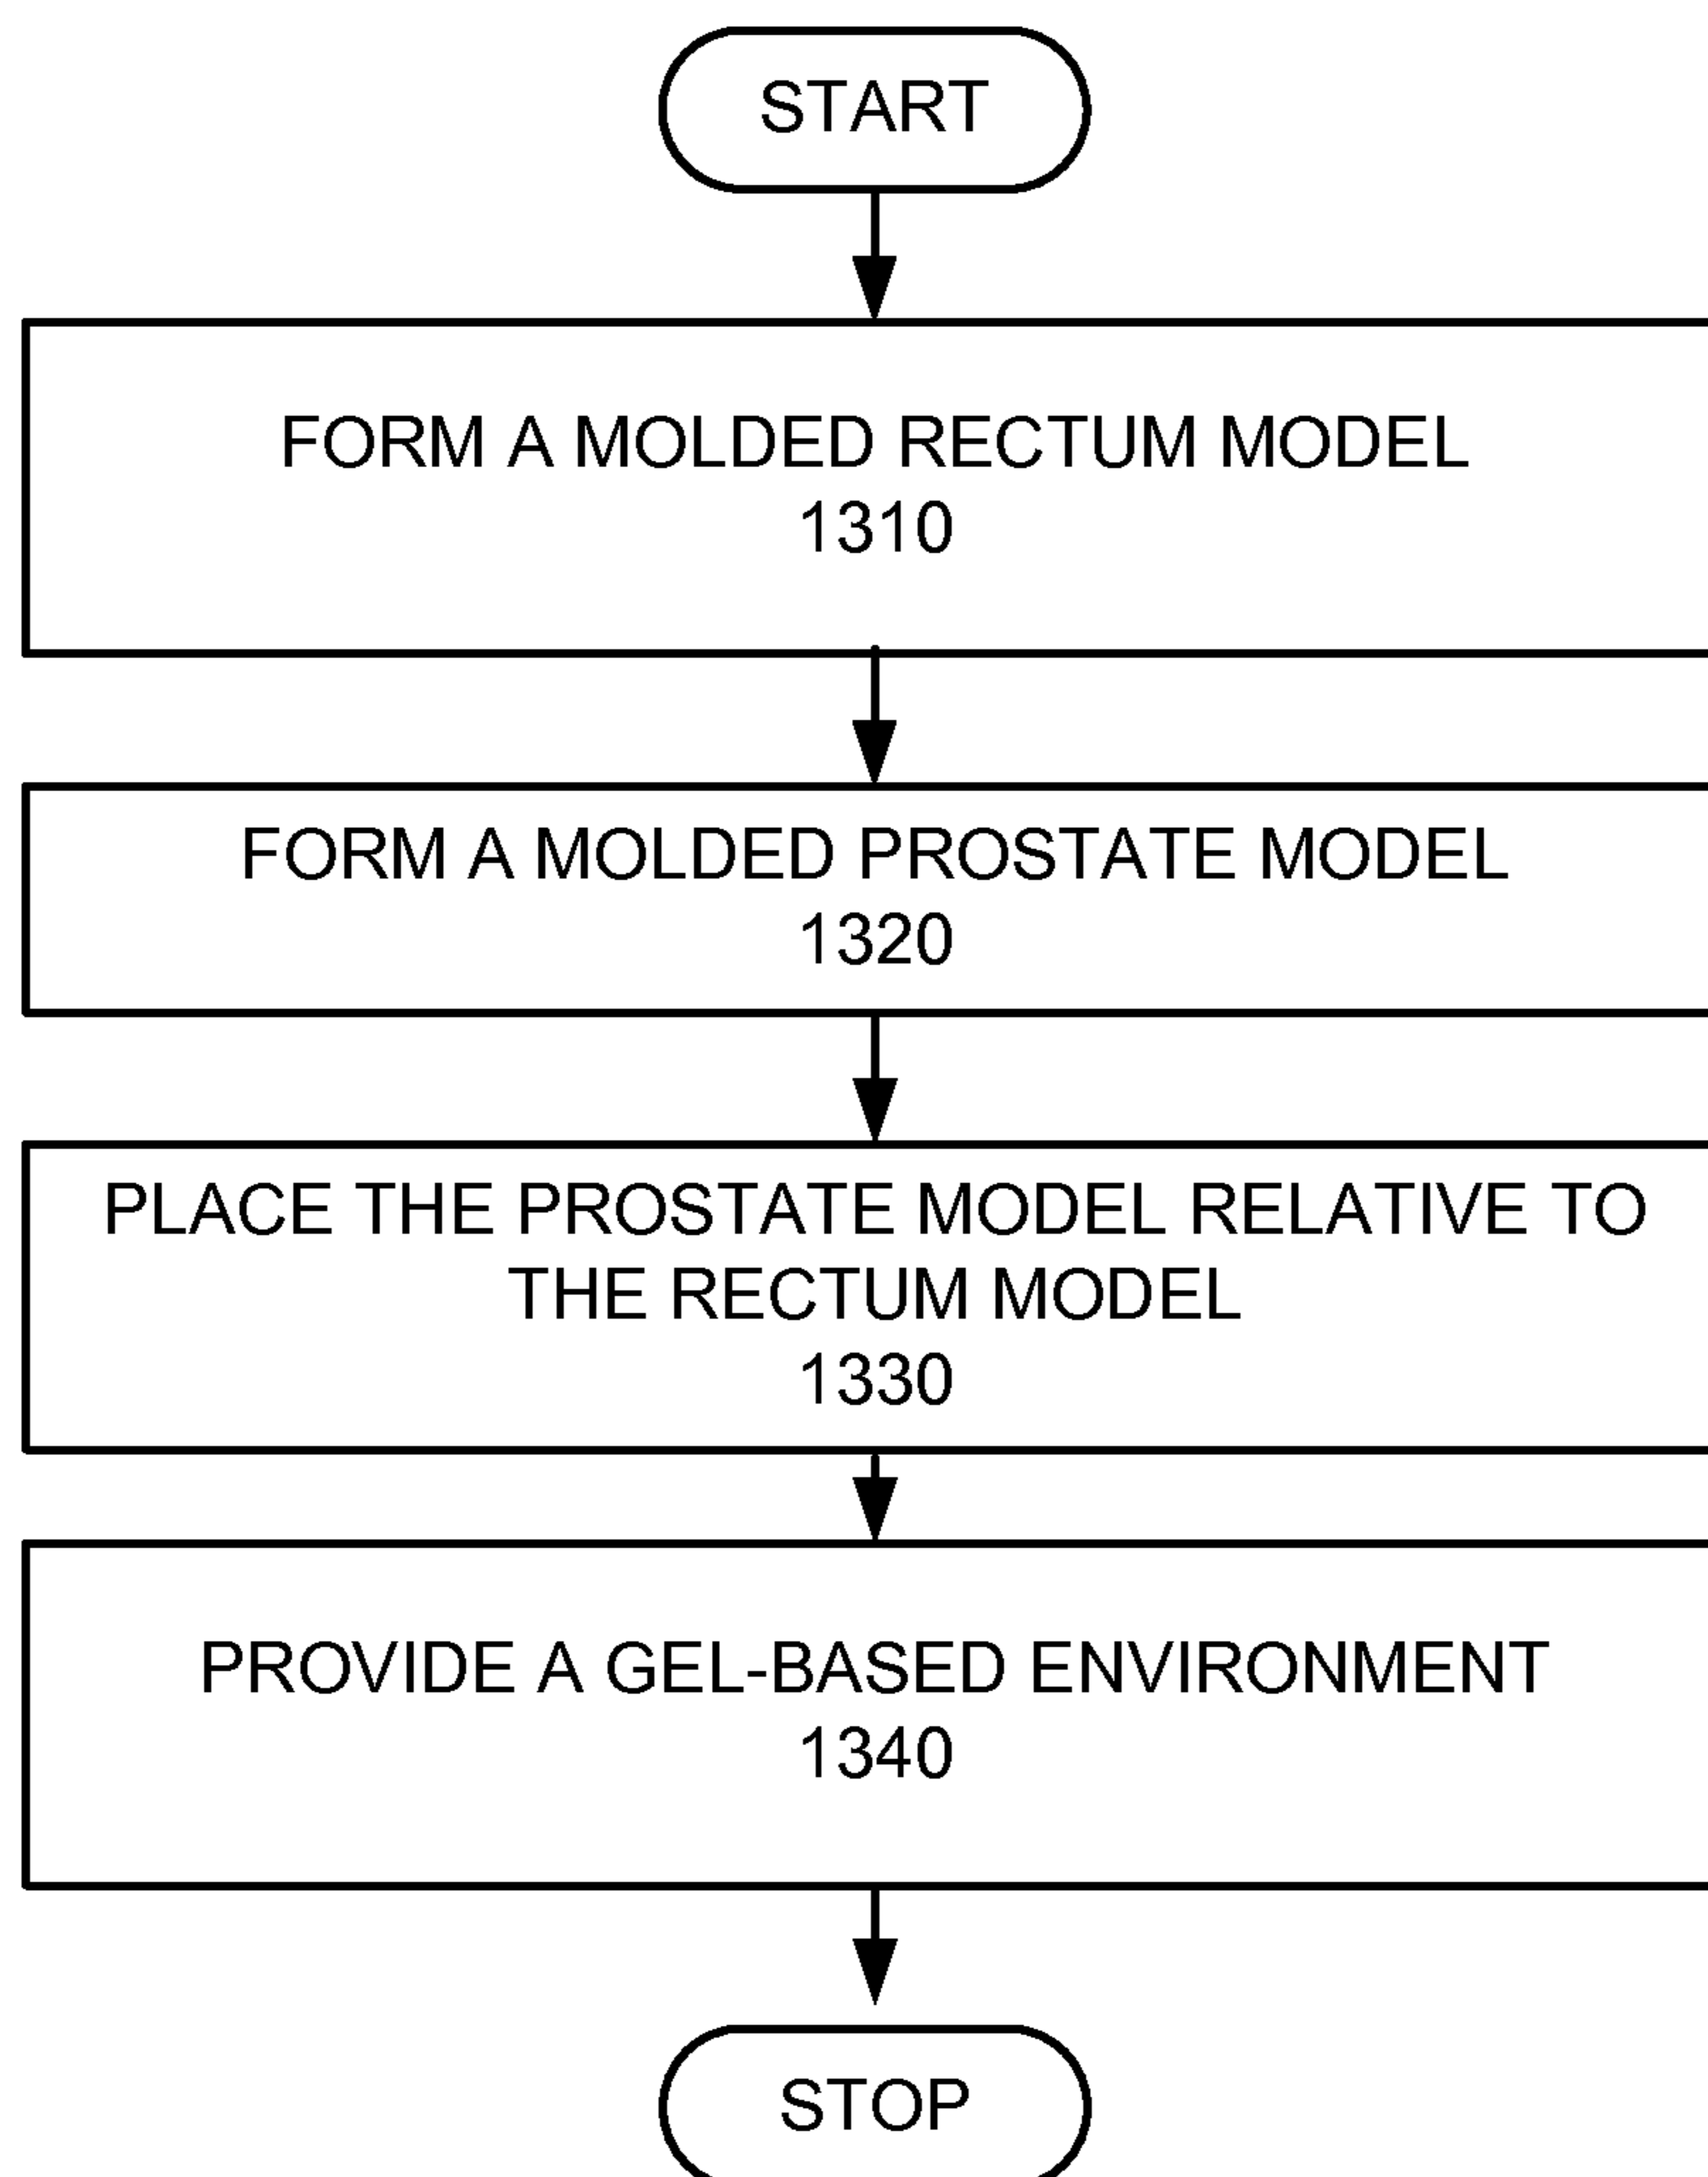 START
FORM A MOLDED RECTUM MODEL
1310
FORM A MOLDED PROSTATE MODEL
1320
PLACE THE PROSTATE MODEL RELATIVE TO
THE RECTUM MODEL
1330
PROVIDE A GEL-BASED ENVIRONMENT
1340
STOP